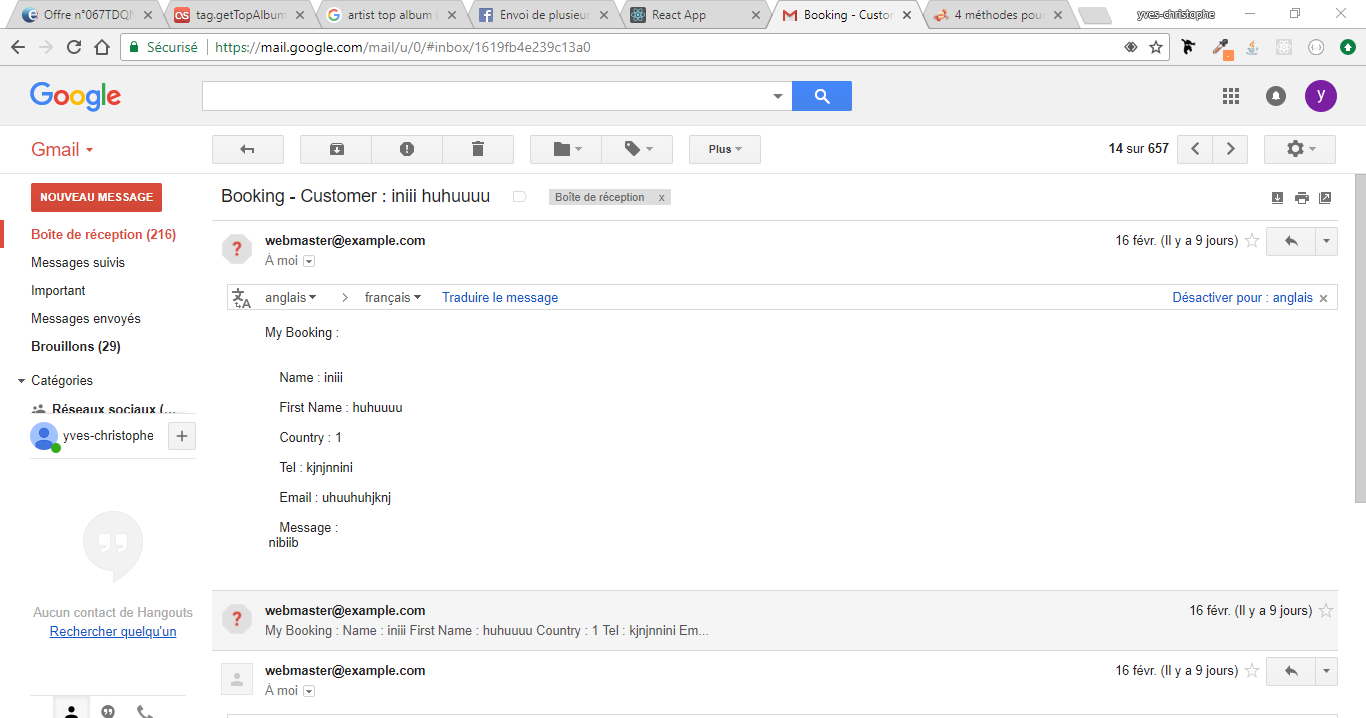 Offre n°067TDQ
tag.getTopAlbum
artist top album
Envoi de plusieur
React App
Booking - Custor
4 méthodes pou
yves-christophe
Sécurisé https://mail.google.com/mail/u/0/#inbox/1619fb4e239c13a0
Google
y
Gmail
Plus
14 sur 657
NOUVEAU MESSAGE
Booking - Customer : iniii huhuuuu
Boîte de réception x
Boîte de réception (216)
Messages suivis
Important
Messages envoyés
Brouillons (29)
Catégories
Réseaux sociaux (…
yves-christophe
Aucun contact de Hangouts
Rechercher quelqu'un
webmaster@example.com
16 févr. (Il y a 9 jours)
À moi
anglais > français Traduire le message
Désactiver pour : anglais
My Booking :
Name : iniii
First Name : huhuuuu
Country : 1
Tel : kjnjnnini
Email : uhuuhuhjknj
Message :
nibiib
webmaster@example.com
16 févr. (Il y a 9 jours)
My Booking : Name : iniii First Name : huhuuuu Country : 1 Tel : kjnjnnini Em...
webmaster@example.com
16 févr. (Il y a 9 jours)
À moi